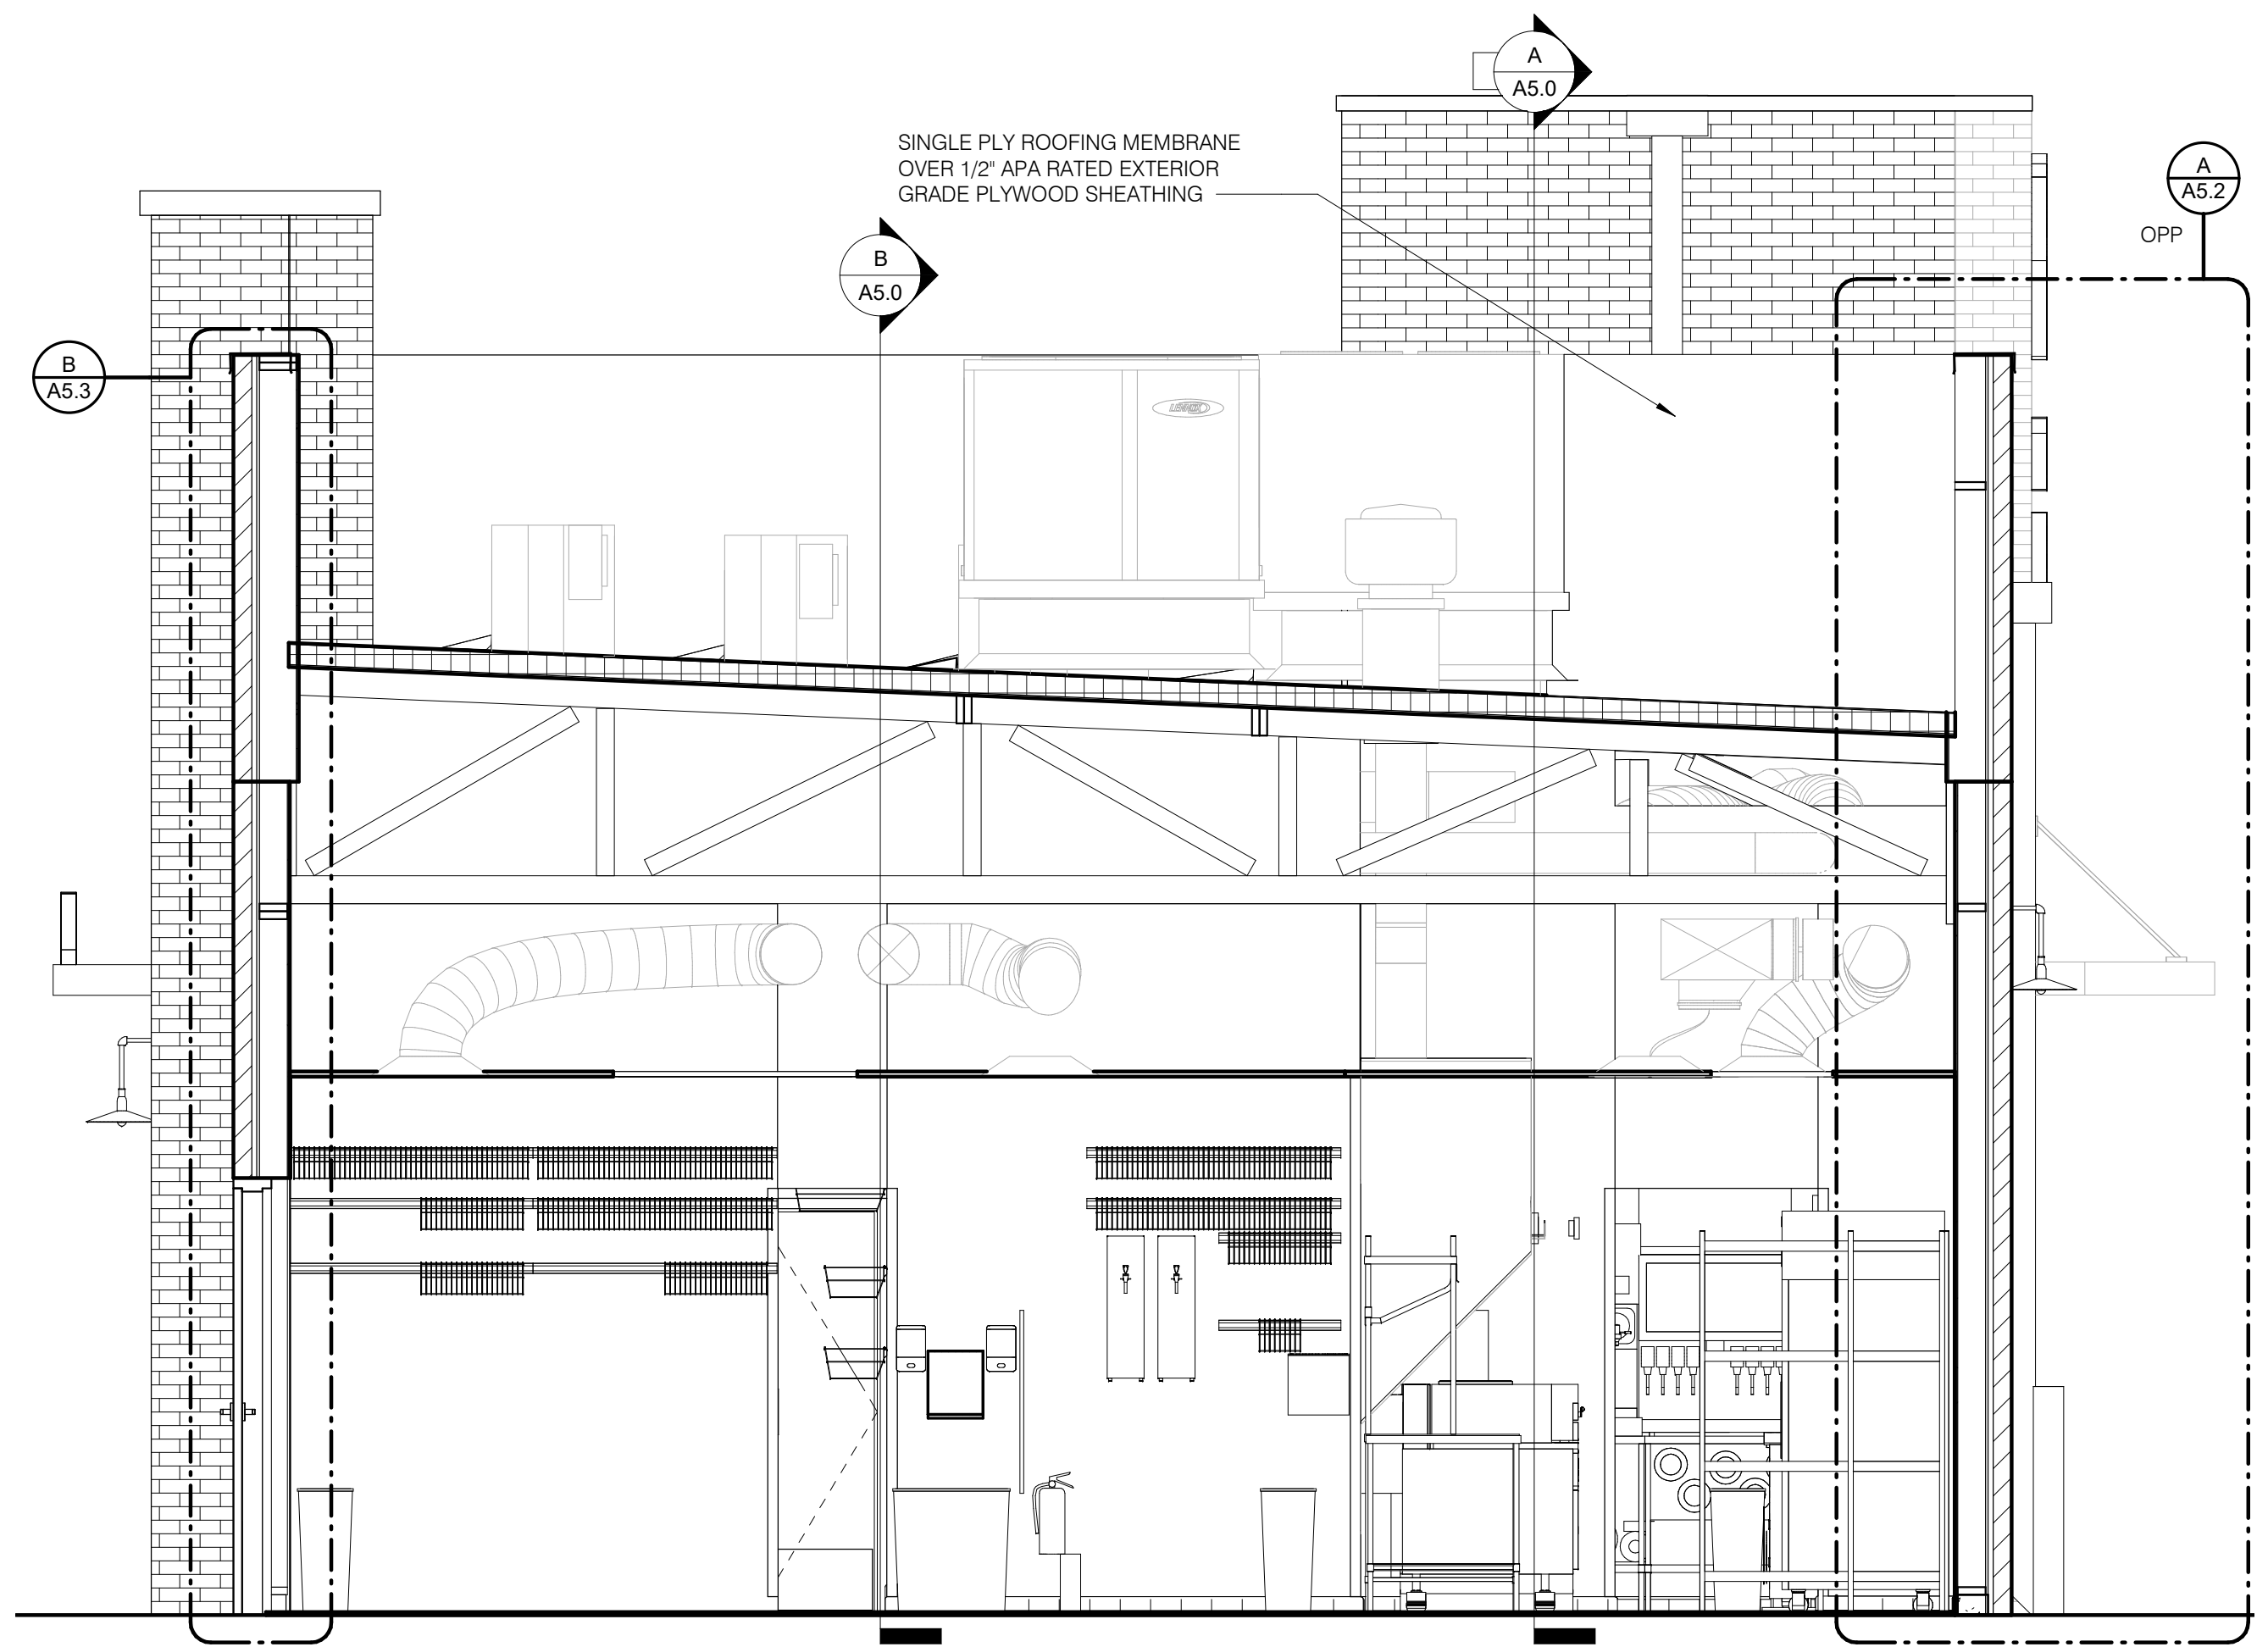 A
A5.0
SINGLE PLY ROOFING MEMBRANE
OVER 1/2" APA RATED EXTERIOR
GRADE PLYWOOD SHEATHING
A
A5.2
OPP
B
A5.0
B
A5.3
LENNOX